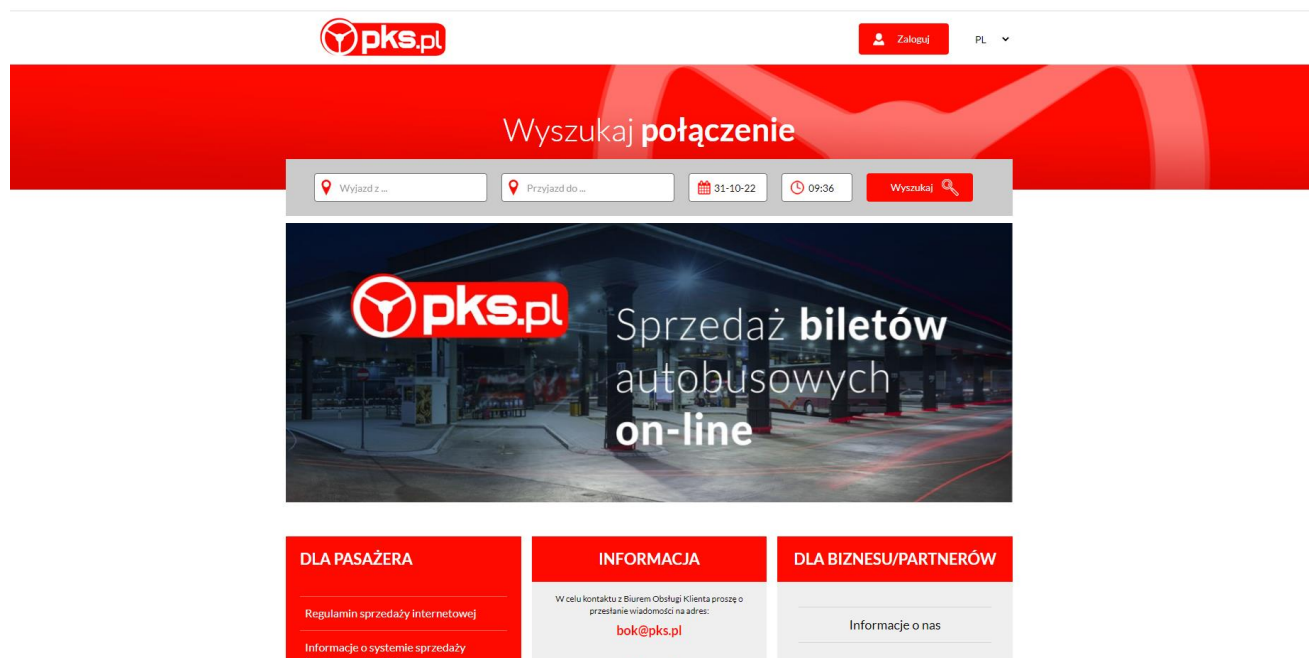 pks.pl
Zaloguj
PL
Wyszukaj połączenie
Wyjazd z ...
Przyjazd do ...
31-10-22
09:36
Wyszukaj
pks.pl
Sprzedaż biletów
autobusowych
on-line
DLA PASAŻERA
Regulamin sprzedaży internetowej
Informacje o systemie sprzedaży
INFORMACJA
W celu kontaktu z Biurem Obsługi Klienta proszę o
przesłanie wiadomości na adres:
bok@pks.pl
DLA BIZNESU/PARTNERÓW
Informacje o nas